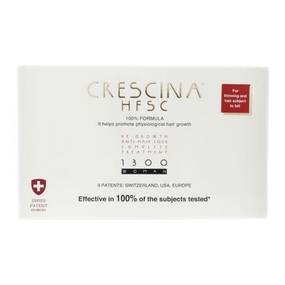 CRESCINA
HFSC
100% FORMULA
It helps promote physiological hair growth
For thinning and hair subject to fall
RE-GROWTH
ANTI-HAIR LOSS
COMPLETE
TREATMENT
1300
WOMAN
9 PATENTS: SWITZERLAND, USA, EUROPE
Effective in 100% of the subjects tested*
SWISS
PATENT